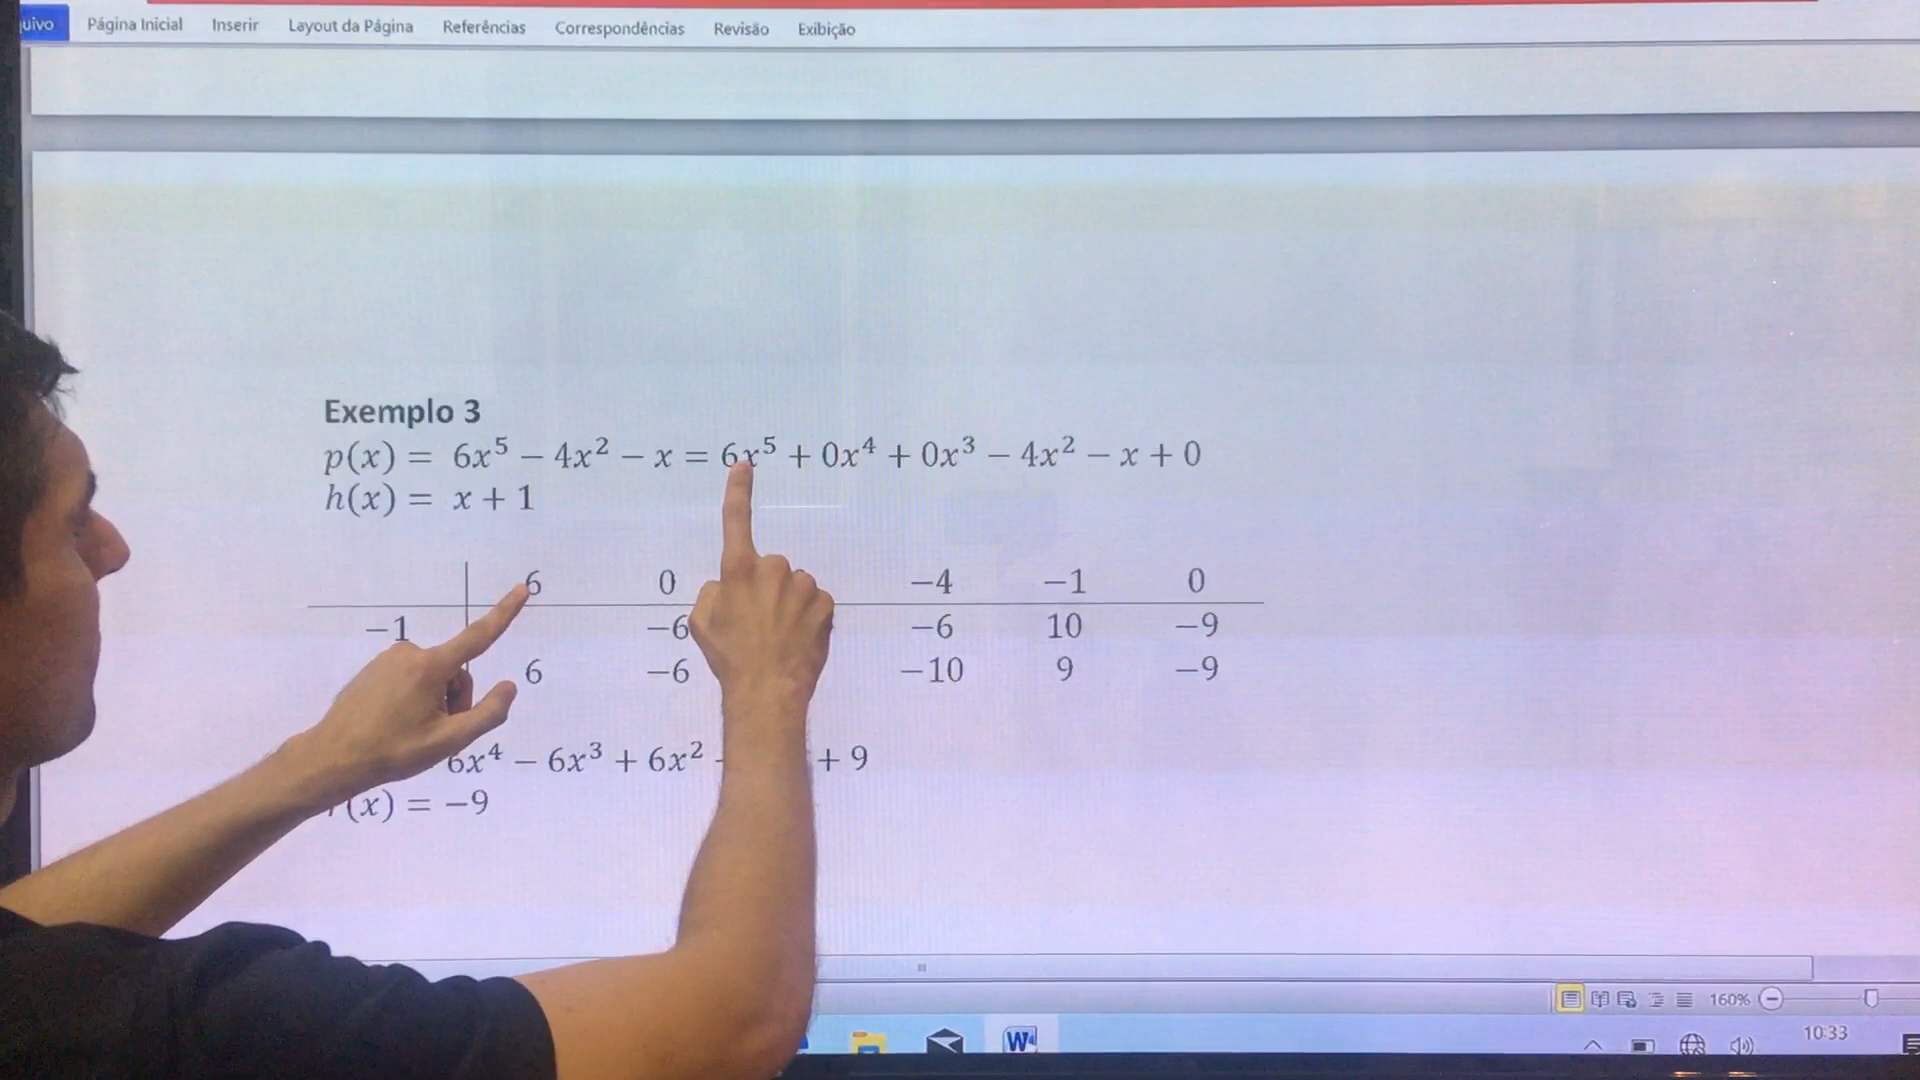 uivo Página Inicial Inserir Layout da Página Referências Correspondências Revisão Exibição
Exemplo 3
p(x) = 6x⁵ − 4x² − x = 6x⁵ + 0x⁴ + 0x³ − 4x² − x + 0
h(x) = x + 1
6 0 −4 −1 0
−1 −6 −6 10 −9
6 −6 −10 9 −9
6x⁴ − 6x³ + 6x² + 9
(x) = −9
160%
W
10:33